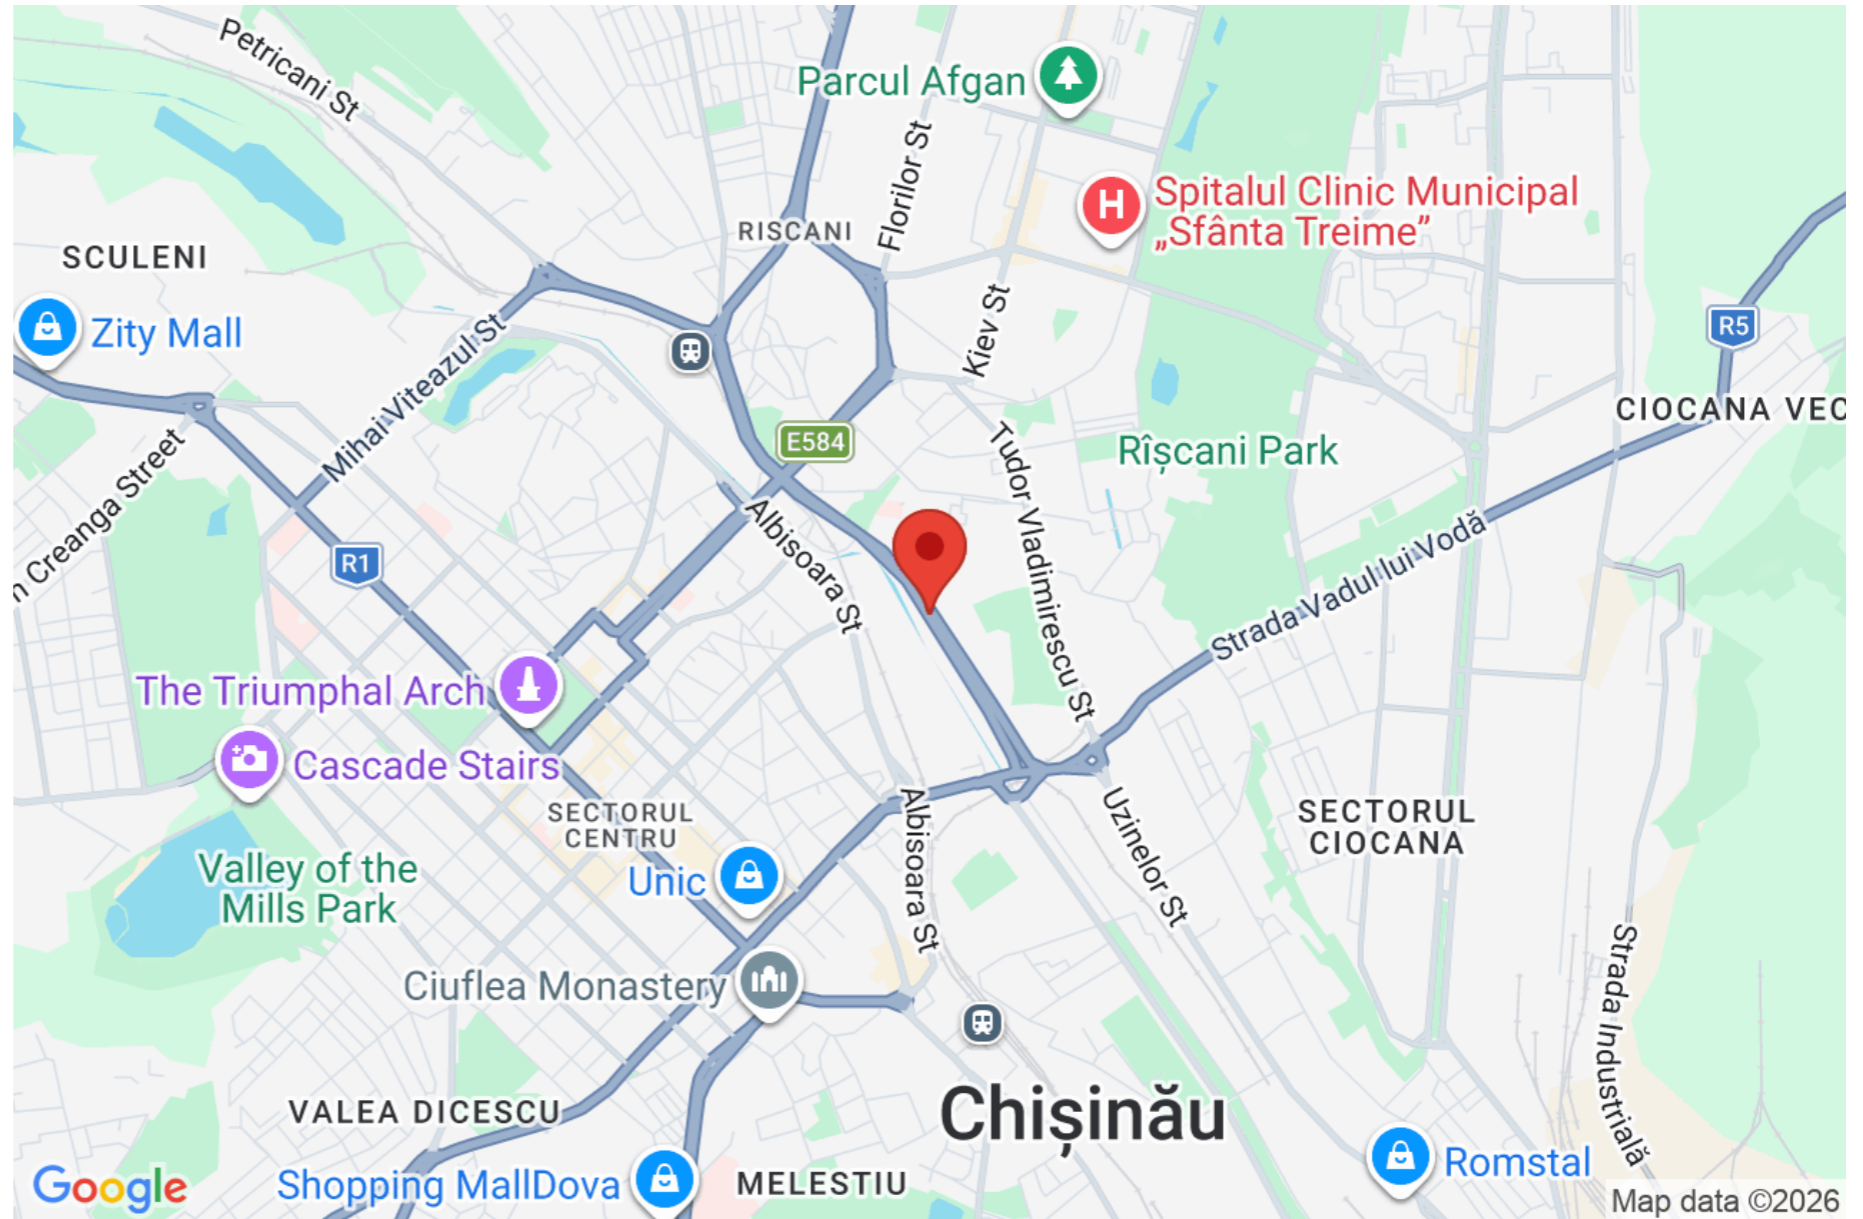 Petricani St
Parcul Afgan
Florilor St
Spitalul Clinic Municipal
„Sfânta Treime”
RISCANI
SCULENI
Zity Mall
Mihai Viteazul St
Kiev St
R5
CIOCANA VEC
E584
Rîșcani Park
Tudor Vladimirescu St
n Creanga Street
Albisoara St
R1
Strada Vadul lui Vodă
The Triumphal Arch
Cascade Stairs
SECTORUL
CENTRU
Albisoara St
Uzinelor St
SECTORUL
CIOCANA
Valley of the
Mills Park
Unic
Ciuflea Monastery
Strada Industrială
VALEA DICESCU
Chișinău
Shopping MallDova
MELESTIU
Romstal
Google
Map data ©2026